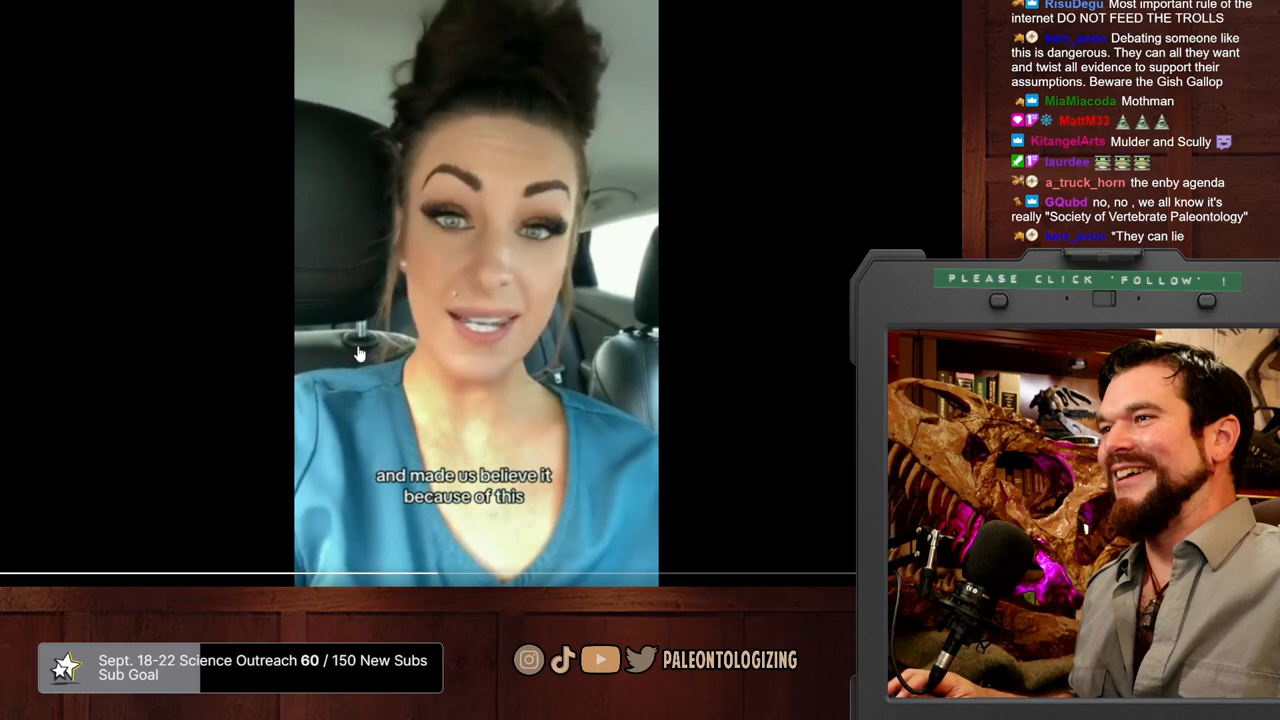 RisuDegu Most important rule of the
internet DO NOT FEED THE TROLLS
kerr_avon Debating someone like
this is dangerous. They can all they want
and twist all evidence to support their
assumptions. Beware the Gish Gallop
MiaMiacoda Mothman
MattM33
KitangelArts Mulder and Scully
laurdee
a_truck_horn the enby agenda
GQubd no, no , we all know it's
really "Society of Vertebrate Paleontology"
kerr_avon *They can lie
PLEASE CLICK 'FOLLOW' !
and made us believe it
because of this
Sept. 18-22 Science Outreach 60 / 150 New Subs
Sub Goal
PALEONTOLOGIZING